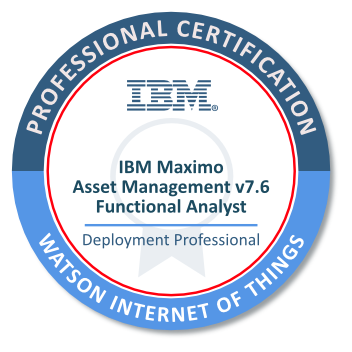 PROFESSIONAL CERTIFICATION
IBM®
IBM Maximo
Asset Management v7.6
Functional Analyst
Deployment Professional
WATSON INTERNET OF THINGS